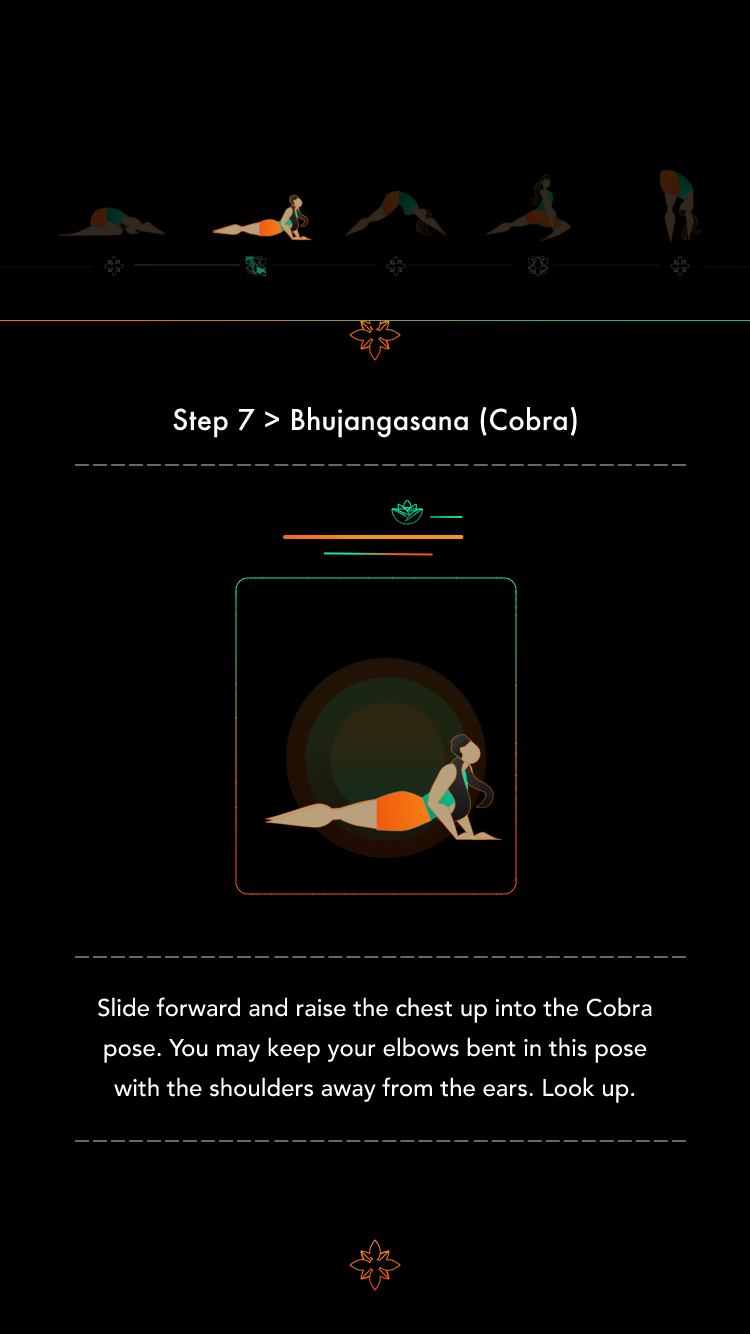 Step 7 > Bhujangasana (Cobra)
Slide forward and raise the chest up into the Cobra
pose. You may keep your elbows bent in this pose
with the shoulders away from the ears. Look up.